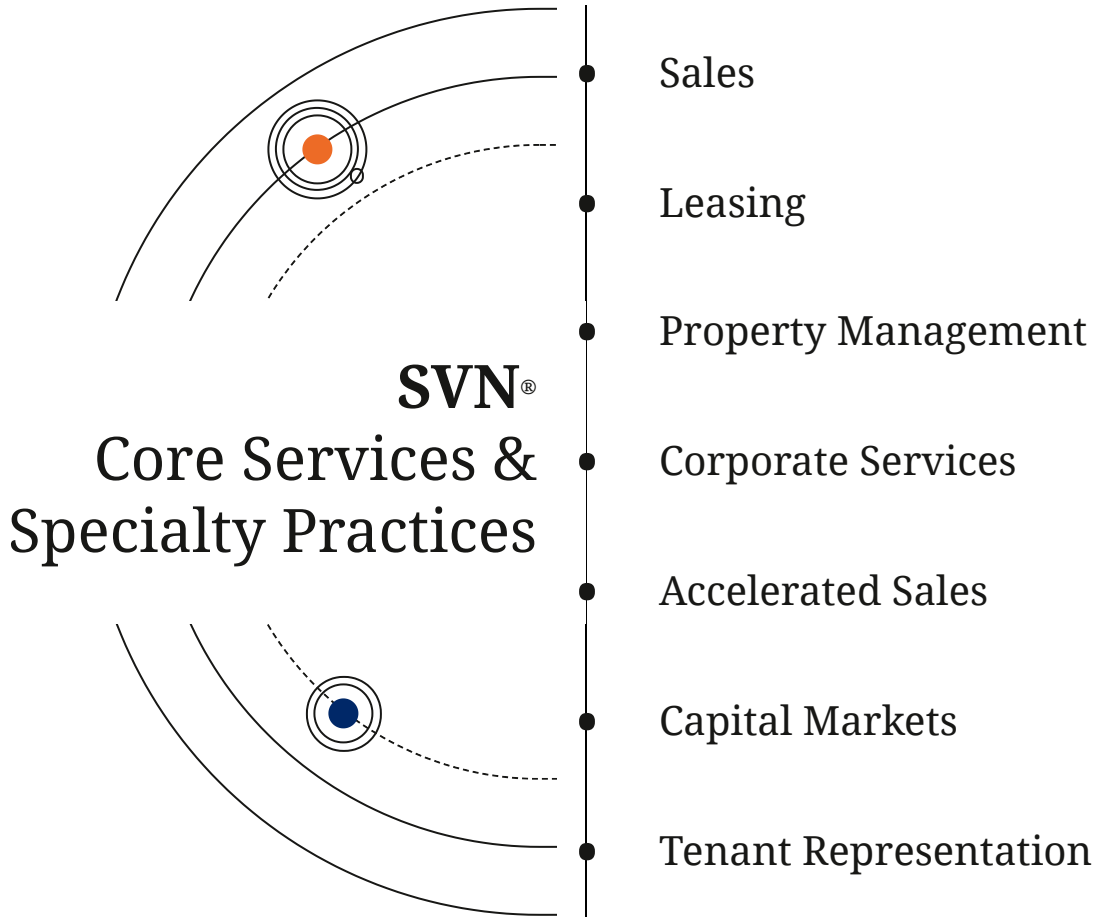 SVN®
Core Services &
Specialty Practices
Sales
Leasing
Property Management
Corporate Services
Accelerated Sales
Capital Markets
Tenant Representation